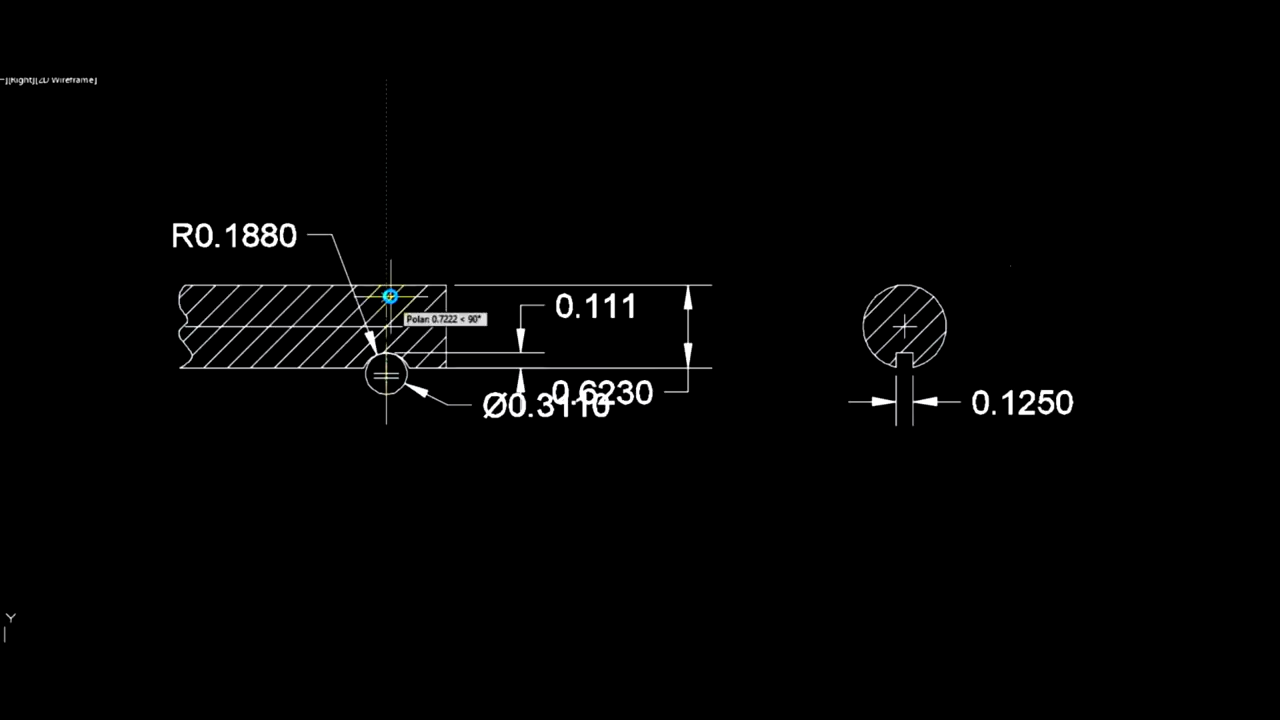 -][Right][2D Wireframe]
R0.1880
0.111
Polar: 0.7222 < 90°
0.6230
Ø0.3110
0.1250
Y